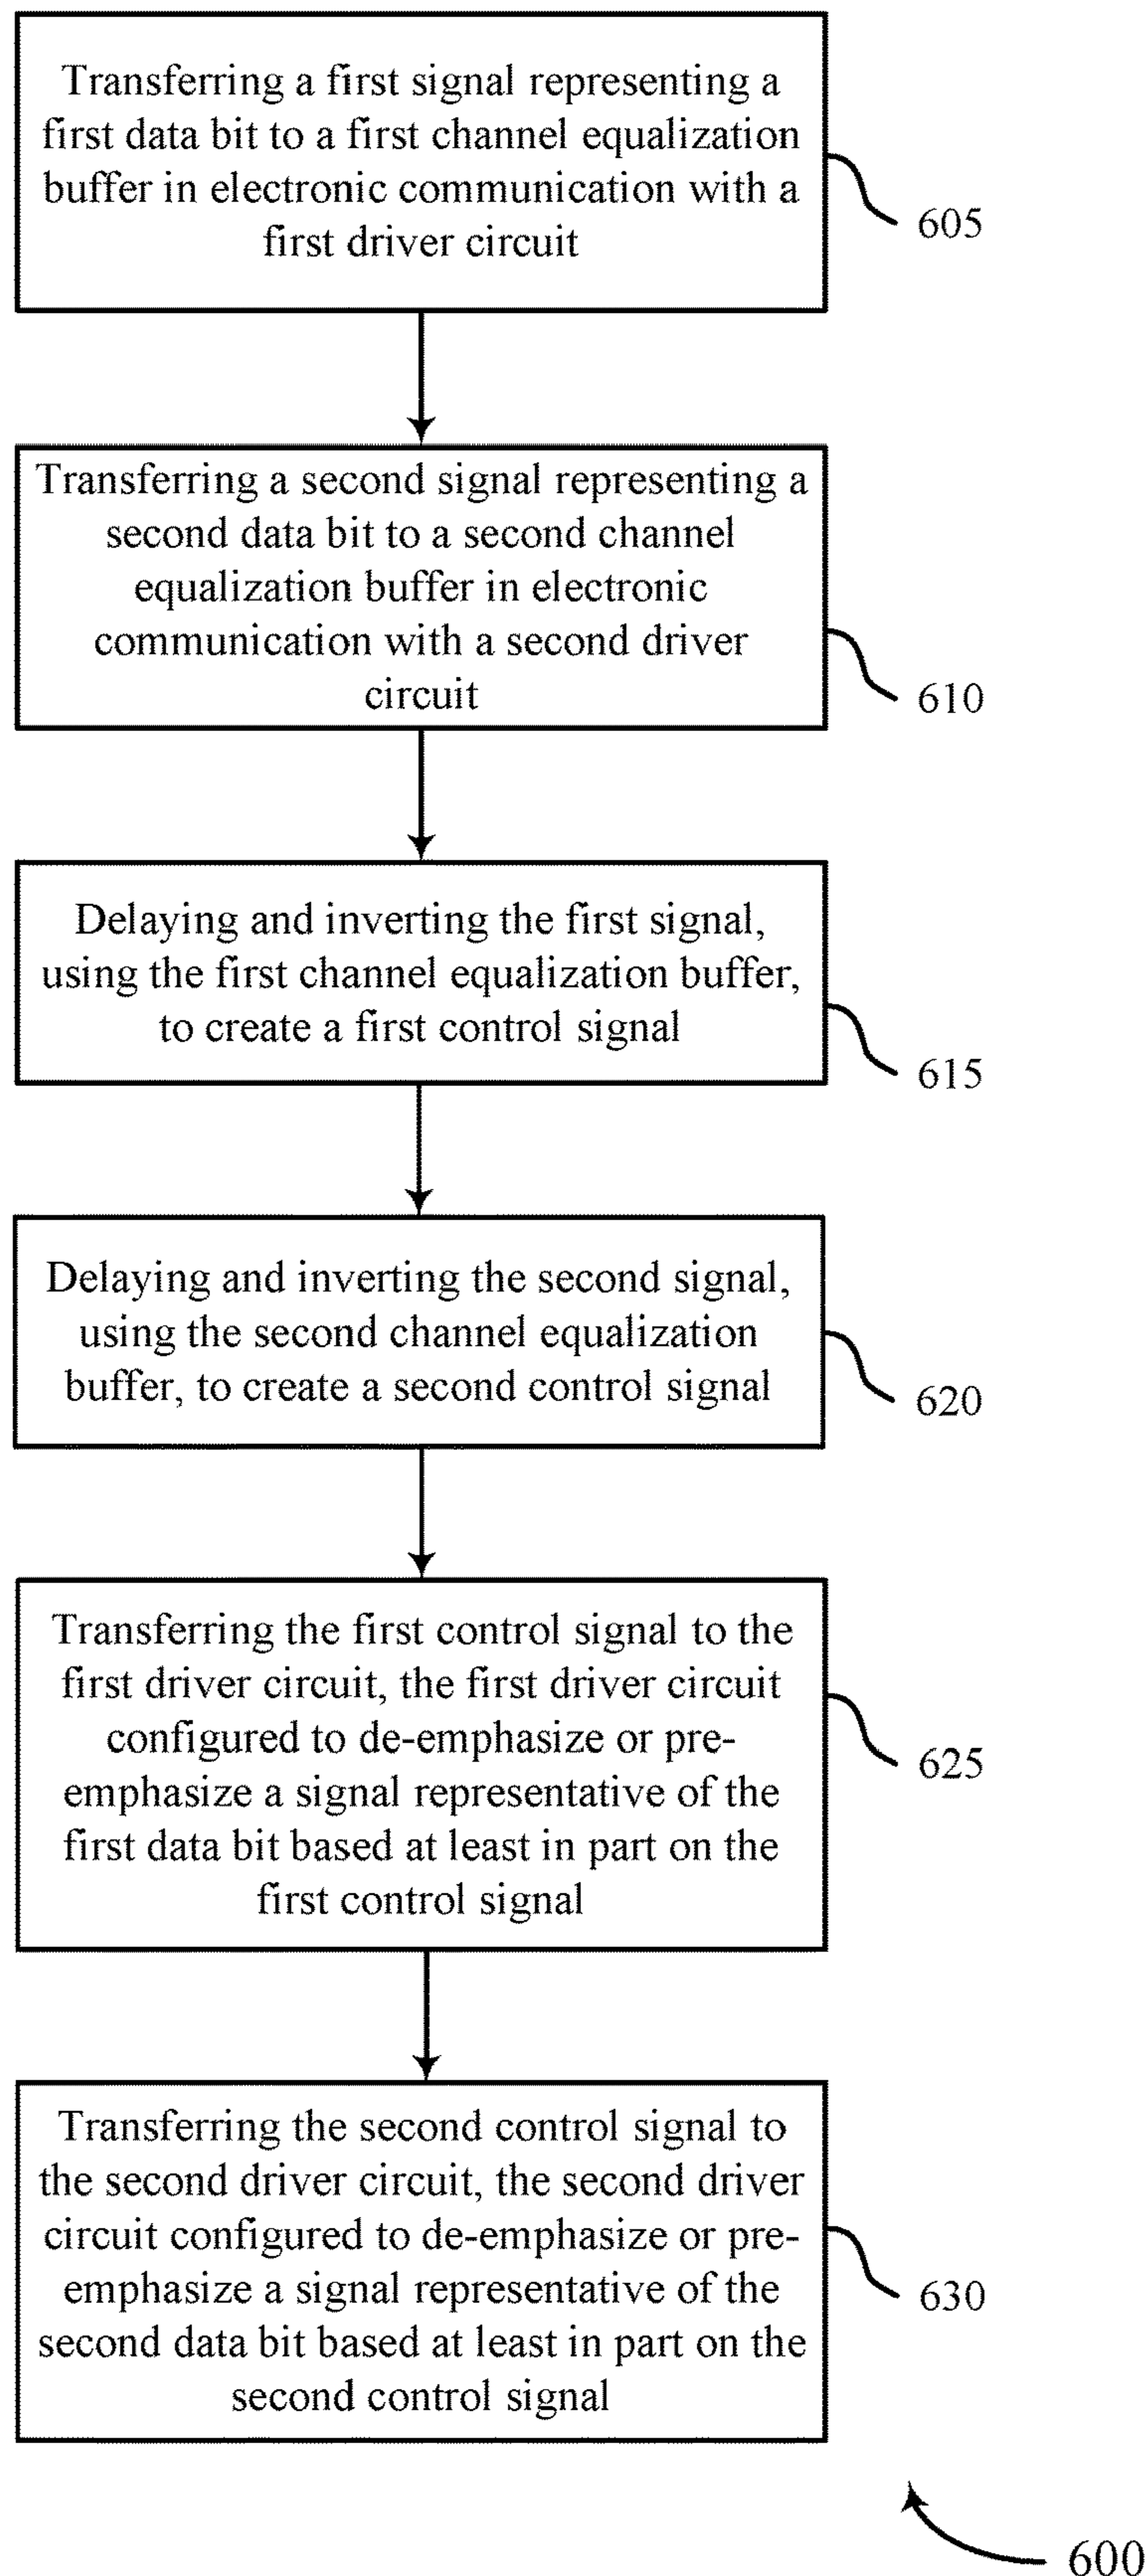 Transferring a first signal representing a
first data bit to a first channel equalization
buffer in electronic communication with a
first driver circuit
605
Transferring a second signal representing a
second data bit to a second channel
equalization buffer in electronic
communication with a second driver
circuit
610
Delaying and inverting the first signal,
using the first channel equalization buffer,
to create a first control signal
615
Delaying and inverting the second signal,
using the second channel equalization
buffer, to create a second control signal
620
Transferring the first control signal to the
first driver circuit, the first driver circuit
configured to de-emphasize or pre-
emphasize a signal representative of the
first data bit based at least in part on the
first control signal
625
Transferring the second control signal to
the second driver circuit, the second driver
circuit configured to de-emphasize or pre-
emphasize a signal representative of the
second data bit based at least in part on the
second control signal
630
600